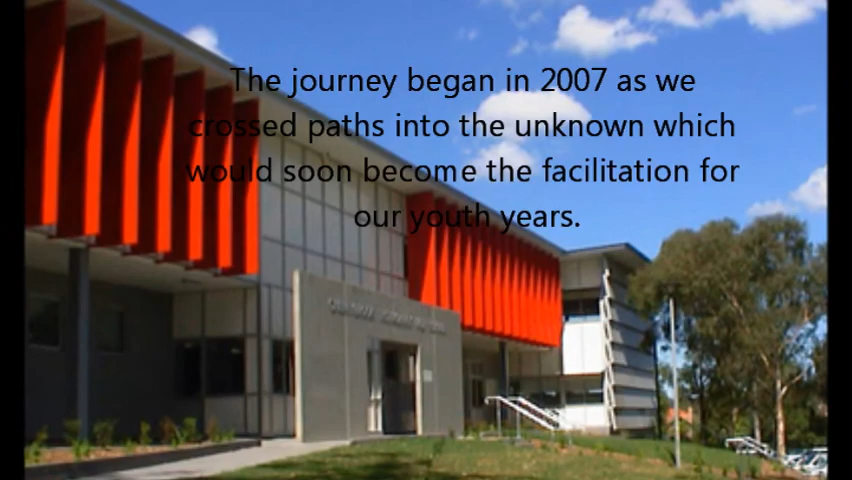 The journey began in 2007 as we
crossed paths into the unknown which
would soon become the facilitation for
our youth years.